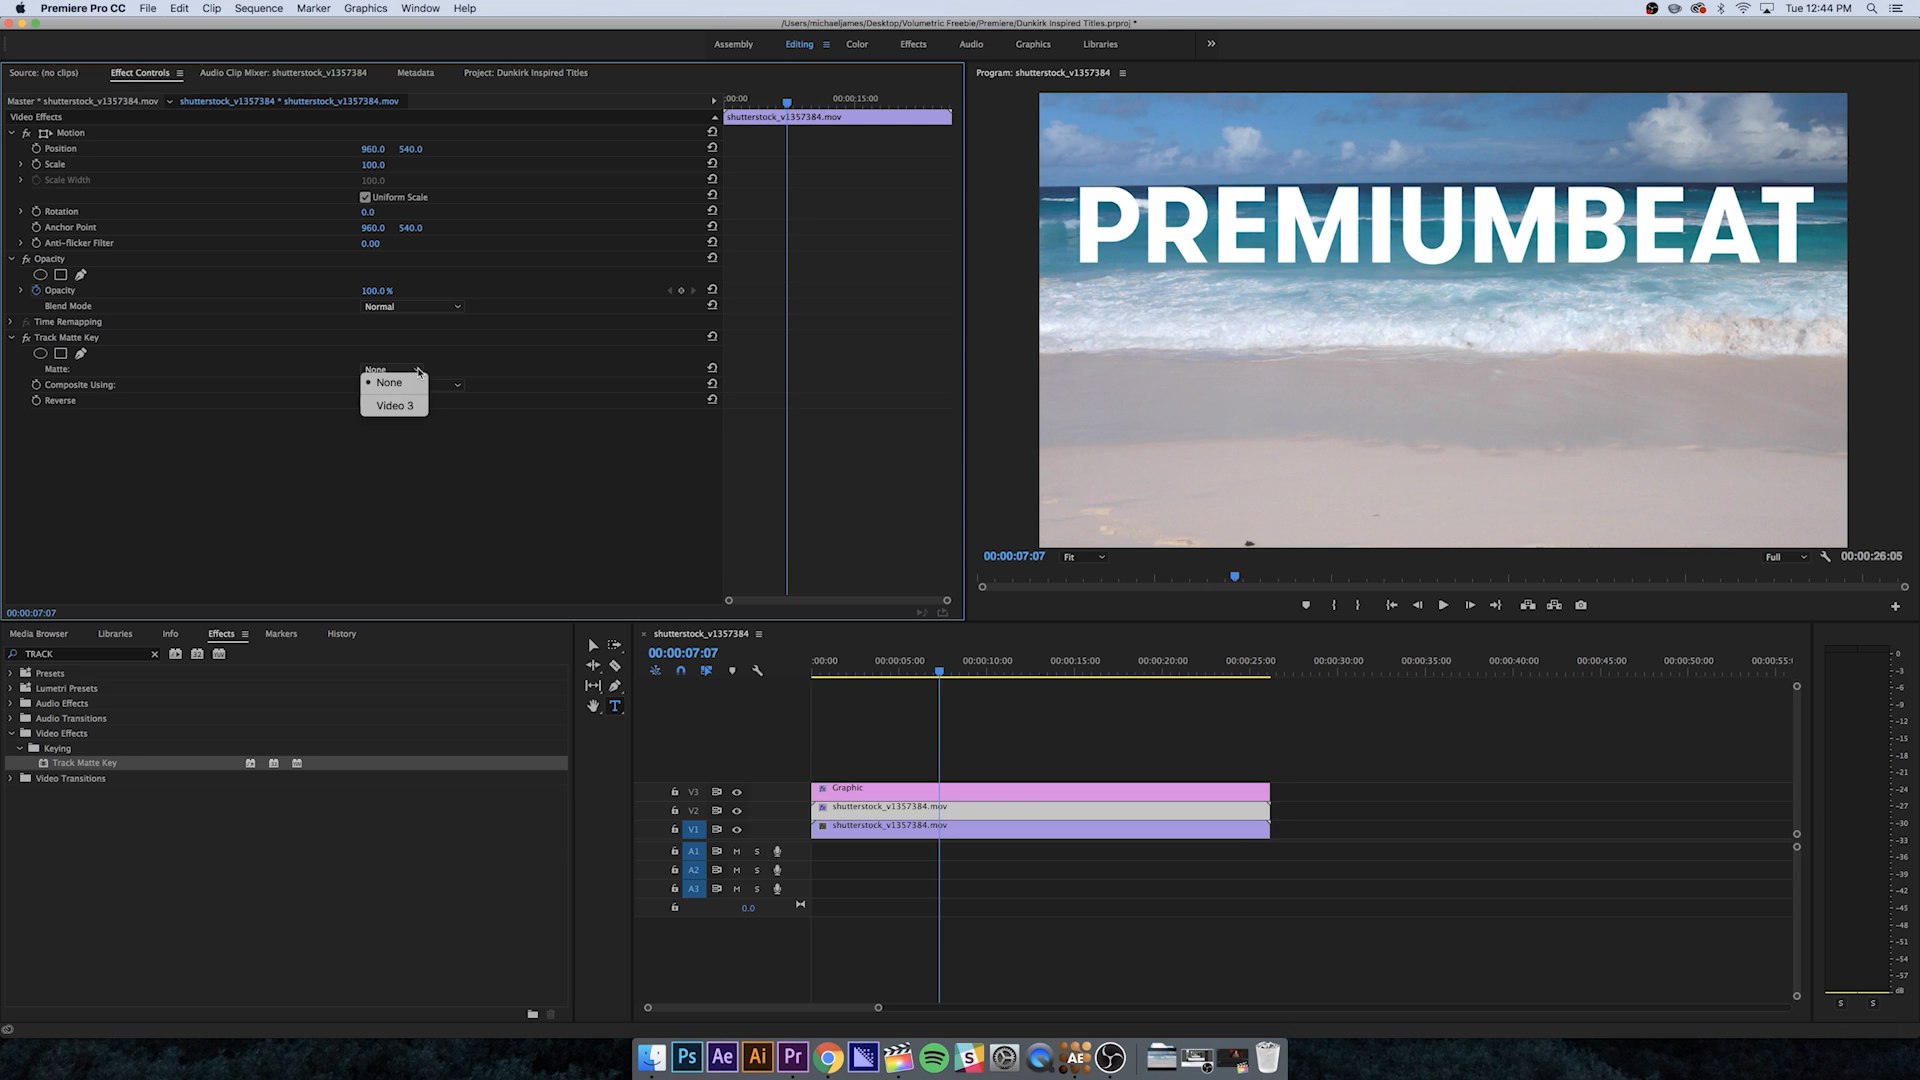 Premiere Pro CC File Edit Clip Sequence Marker Graphics Window Help Tue 12:44 PM
/Users/michaeljames/Desktop/Volumetric Freebie/Premiere/Dunkirk Inspired Titles.prproj *
Assembly Editing Color Effects Audio Graphics Libraries
Source: (no clips) Effect Controls Audio Clip Mixer: shutterstock_v1357384 Metadata Project: Dunkirk Inspired Titles
Master * shutterstock_v1357384.mov shutterstock_v1357384 * shutterstock_v1357384.mov
:00:00 00:00:15:00
Video Effects
shutterstock_v1357384.mov
fx Motion
Position 960.0 540.0
Scale 100.0
Scale Width 100.0
Uniform Scale
Rotation 0.0
Anchor Point 960.0 540.0
Anti-flicker Filter 0.00
fx Opacity
Opacity 100.0 %
Blend Mode Normal
Time Remapping
fx Track Matte Key
Matte: None
Composite Using:
Reverse
None
Video 3
00:00:07:07
Program: shutterstock_v1357384
PREMIUMBEAT
00:00:07:07 Fit Full 00:00:26:05
Media Browser Libraries Info Effects Markers History
TRACK
Presets
Lumetri Presets
Audio Effects
Audio Transitions
Video Effects
Keying
Track Matte Key
Video Transitions
shutterstock_v1357384
00:00:07:07
:00:00 00:00:05:00 00:00:10:00 00:00:15:00 00:00:20:00 00:00:25:00 00:00:30:00 00:00:35:00 00:00:40:00 00:00:45:00 00:00:50:00 00:00:55:
V3 Graphic
V2 shutterstock_v1357384.mov
V1 shutterstock_v1357384.mov
A1 M S
A2 M S
A3 M S
0.0
0
-3
-6
-9
-12
-15
-18
-21
-24
-27
-30
-33
-36
-39
-42
-45
-48
-51
-54
-57
dB
S S
Ps Ae Ai Pr AE